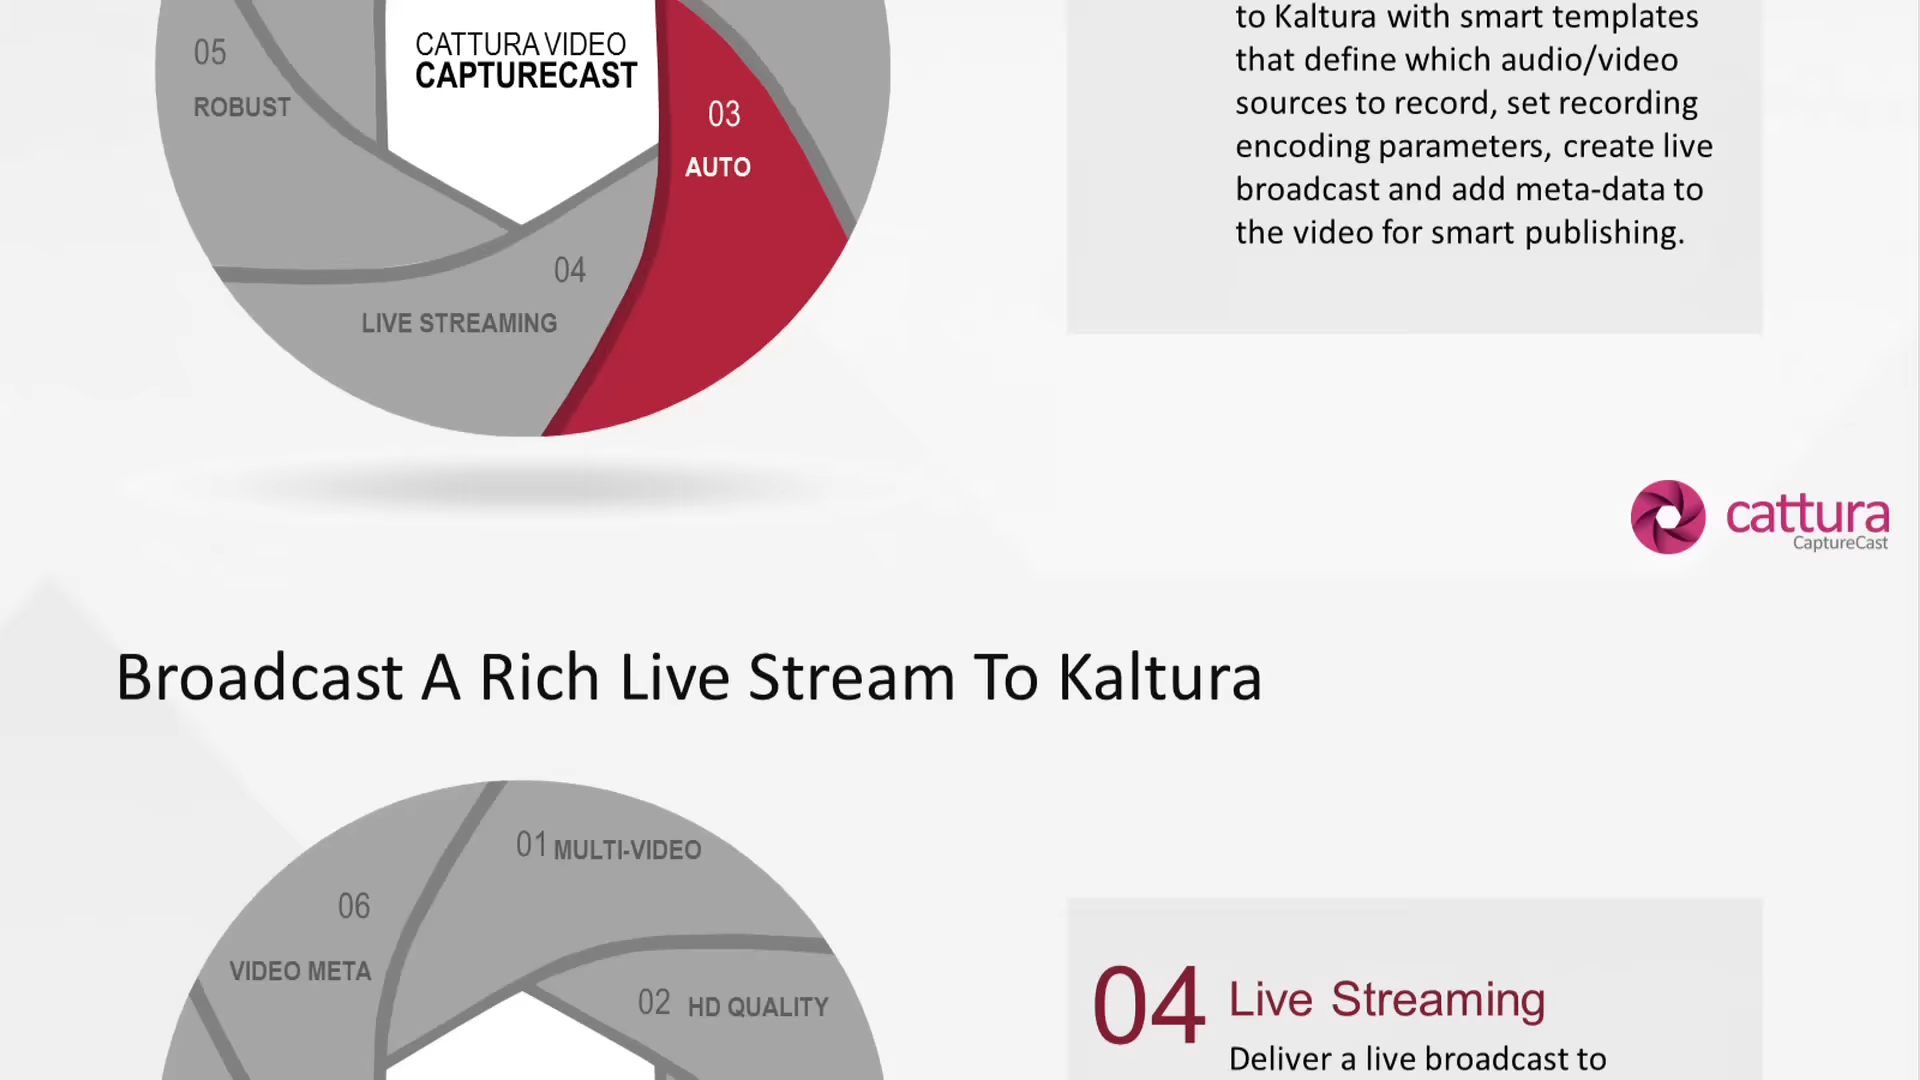 05
ROBUST
CATTURA VIDEO
CAPTURECAST
03
AUTO
04
LIVE STREAMING
to Kaltura with smart templates
that define which audio/video
sources to record, set recording
encoding parameters, create live
broadcast and add meta-data to
the video for smart publishing.
cattura
CaptureCast
Broadcast A Rich Live Stream To Kaltura
01 MULTI-VIDEO
06
VIDEO META
02 HD QUALITY
04 Live Streaming
Deliver a live broadcast to